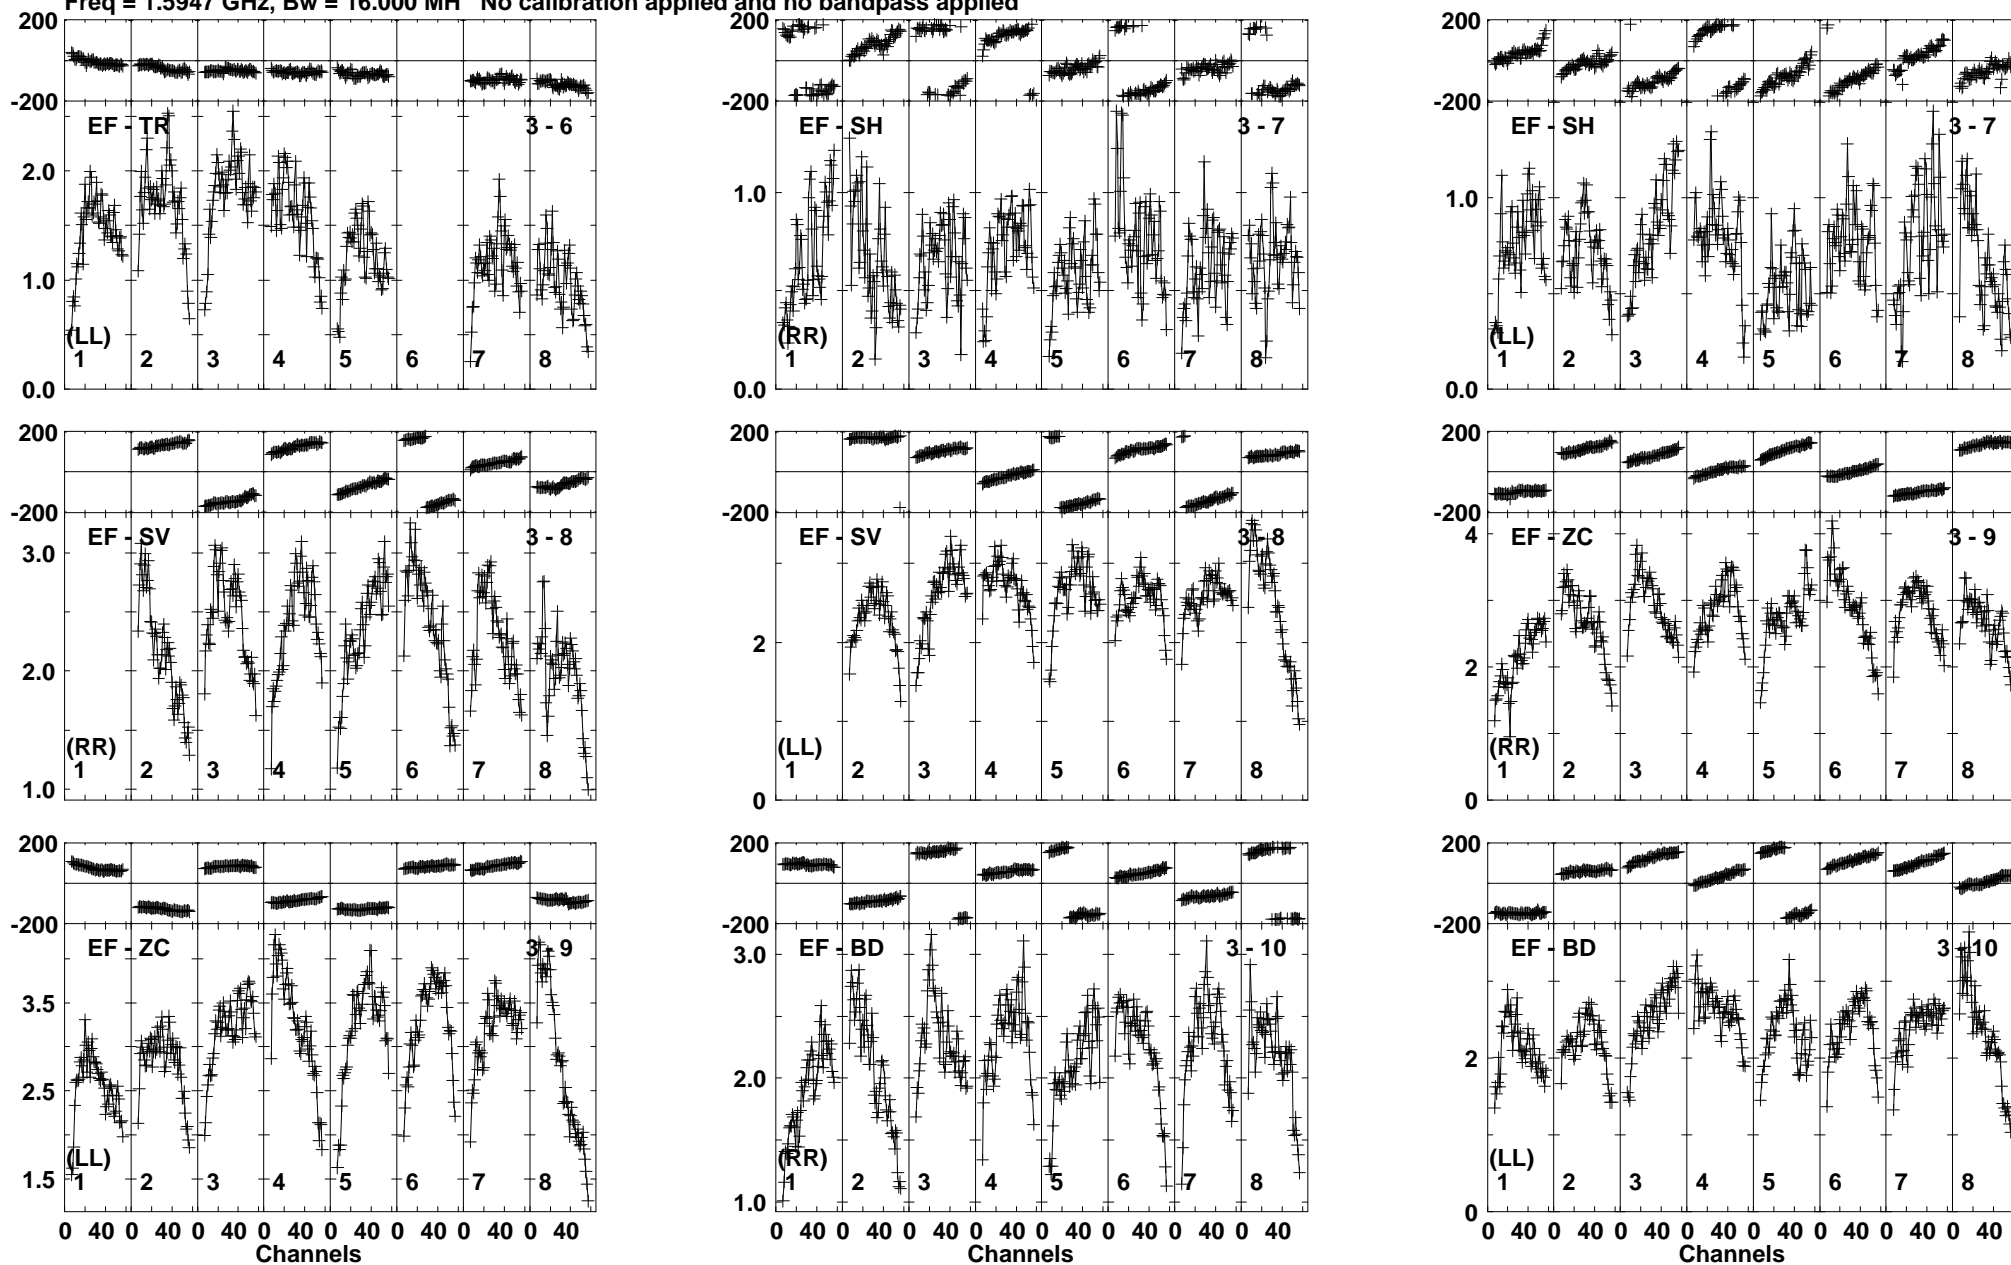 Freq = 1.5947 GHz, Bw = 16.000 MH No calibration applied and no bandpass applied
200
-200
EF - TR 3 - 6
2.0
1.0
0.0
(LL)
1 2 3 4 5 6 7 8
EF - SH 3 - 7
200
-200
1.0
0.0
(RR)
1 2 3 4 5 6 7 8
EF - SH 3 - 7
200
-200
1.0
0.0
(LL)
1 2 3 4 5 6 7 8
200
-200
EF - SV 3 - 8
3.0
2.0
1.0
(RR)
1 2 3 4 5 6 7 8
200
-200
EF - SV 3 - 8
2
0
(LL)
1 2 3 4 5 6 7 8
200
-200
EF - ZC 3 - 9
4
2
0
(RR)
1 2 3 4 5 6 7 8
200
-200
EF - ZC 3 - 9
3.5
2.5
1.5
(LL)
1 2 3 4 5 6 7 8
0 40 0 40 0 40 0 40 0 40 0 40 0 40 0 40
Channels
200
-200
EF - BD 3 - 10
3.0
2.0
1.0
(RR)
1 2 3 4 5 6 7 8
0 40 0 40 0 40 0 40 0 40 0 40 0 40 0 40
Channels
200
-200
EF - BD 3 - 10
2
0
(LL)
1 2 3 4 5 6 7 8
0 40 0 40 0 40 0 40 0 40 0 40 0 40 0 40
Channels